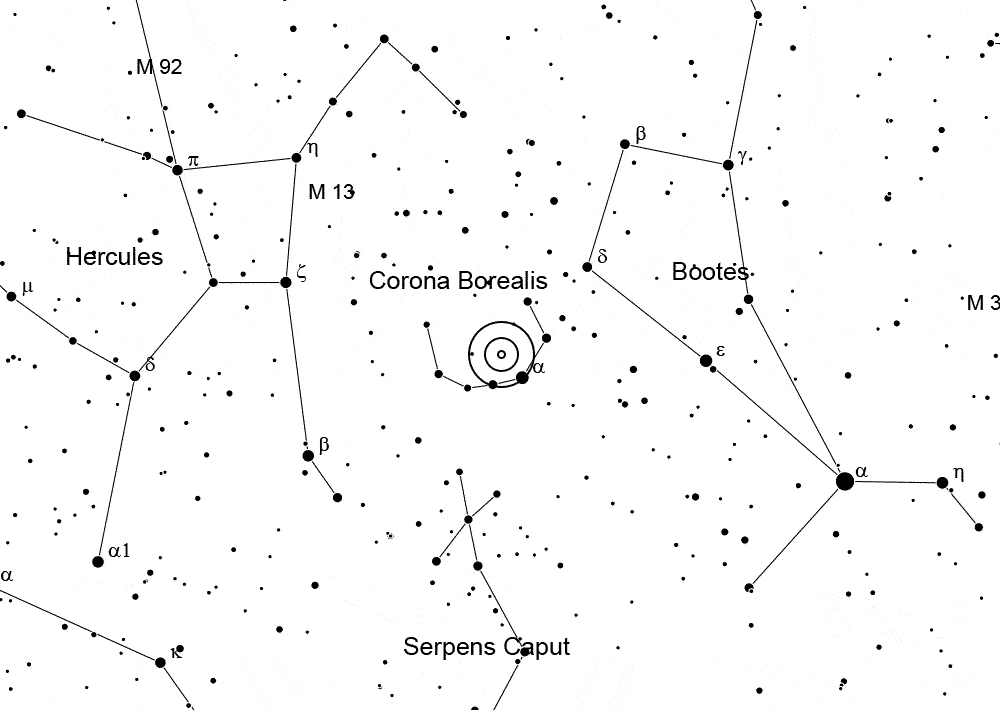 M 92
β
γ
π
η
M 13
Hercules
δ
ζ
Bootes
Corona Borealis
μ
M 3
ε
δ
α
β
α
η
α1
α
Serpens Caput
κ